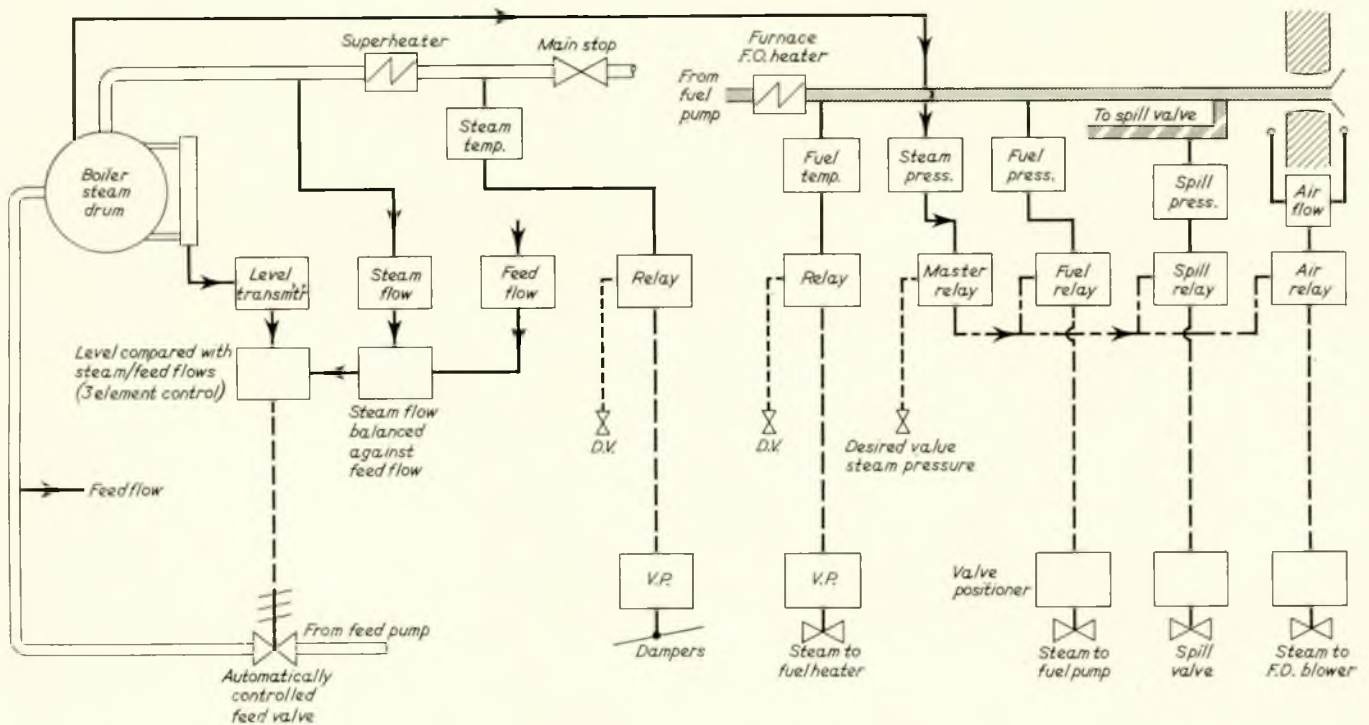 Superheater
Main stop
Furnace
F.O. heater
From
fuel
pump
To spill valve
Boiler
steam
drum
Steam
temp.
Fuel
temp.
Steam
press.
Fuel
press.
Spill
press.
Air
flow
Level
transmtr
Steam
flow
Feed
flow
Relay
Relay
Master
relay
Fuel
relay
Spill
relay
Air
relay
Level compared with
steam/feed flows
(3 element control)
Steam flow
balanced
against
feed flow
D.V.
D.V.
Desired value
steam pressure
Feed flow
V.P.
V.P.
Valve
positioner
From feed pump
Automatically
controlled
feed valve
Dampers
Steam to
fuel heater
Steam to
fuel pump
Spill
valve
Steam to
F.D. blower